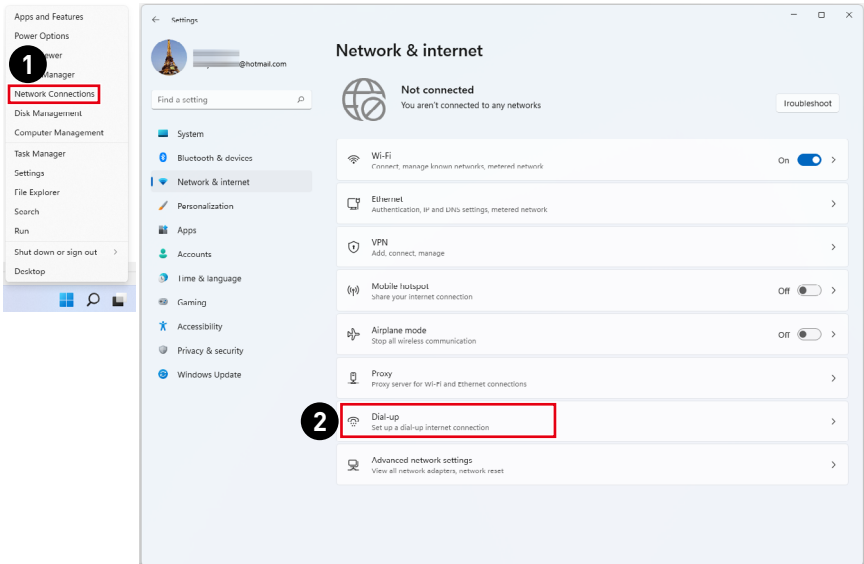 Apps and Features
Power Options
ewer
1
Manager
Network Connections
Disk Management
Computer Management
Task Manager
Settings
File Explorer
Search
Run
Shut down or sign out
Desktop
Settings
@hotmail.com
Find a setting
System
Bluetooth & devices
Network & internet
Personalization
Apps
Accounts
Time & language
Gaming
Accessibility
Privacy & security
Windows Update
Network & internet
Not connected
You aren't connected to any networks
Troubleshoot
Wi-Fi
Connect, manage known networks, metered network
On
Ethernet
Authentication, IP and DNS settings, metered network
VPN
Add, connect, manage
Mobile hotspot
Share your internet connection
Off
Airplane mode
Stop all wireless communication
Off
Proxy
Proxy server for Wi-Fi and Ethernet connections
2
Dial-up
Set up a dial-up internet connection
Advanced network settings
View all network adapters, network reset